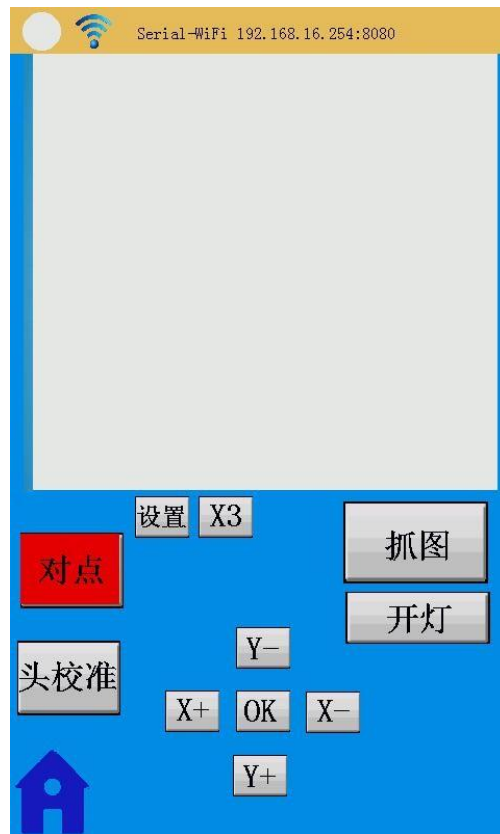 Serial-WiFi 192.168.16.254:8080
设置 X3
抓图
对点
开灯
头校准
Y-
X+ OK X-
Y+